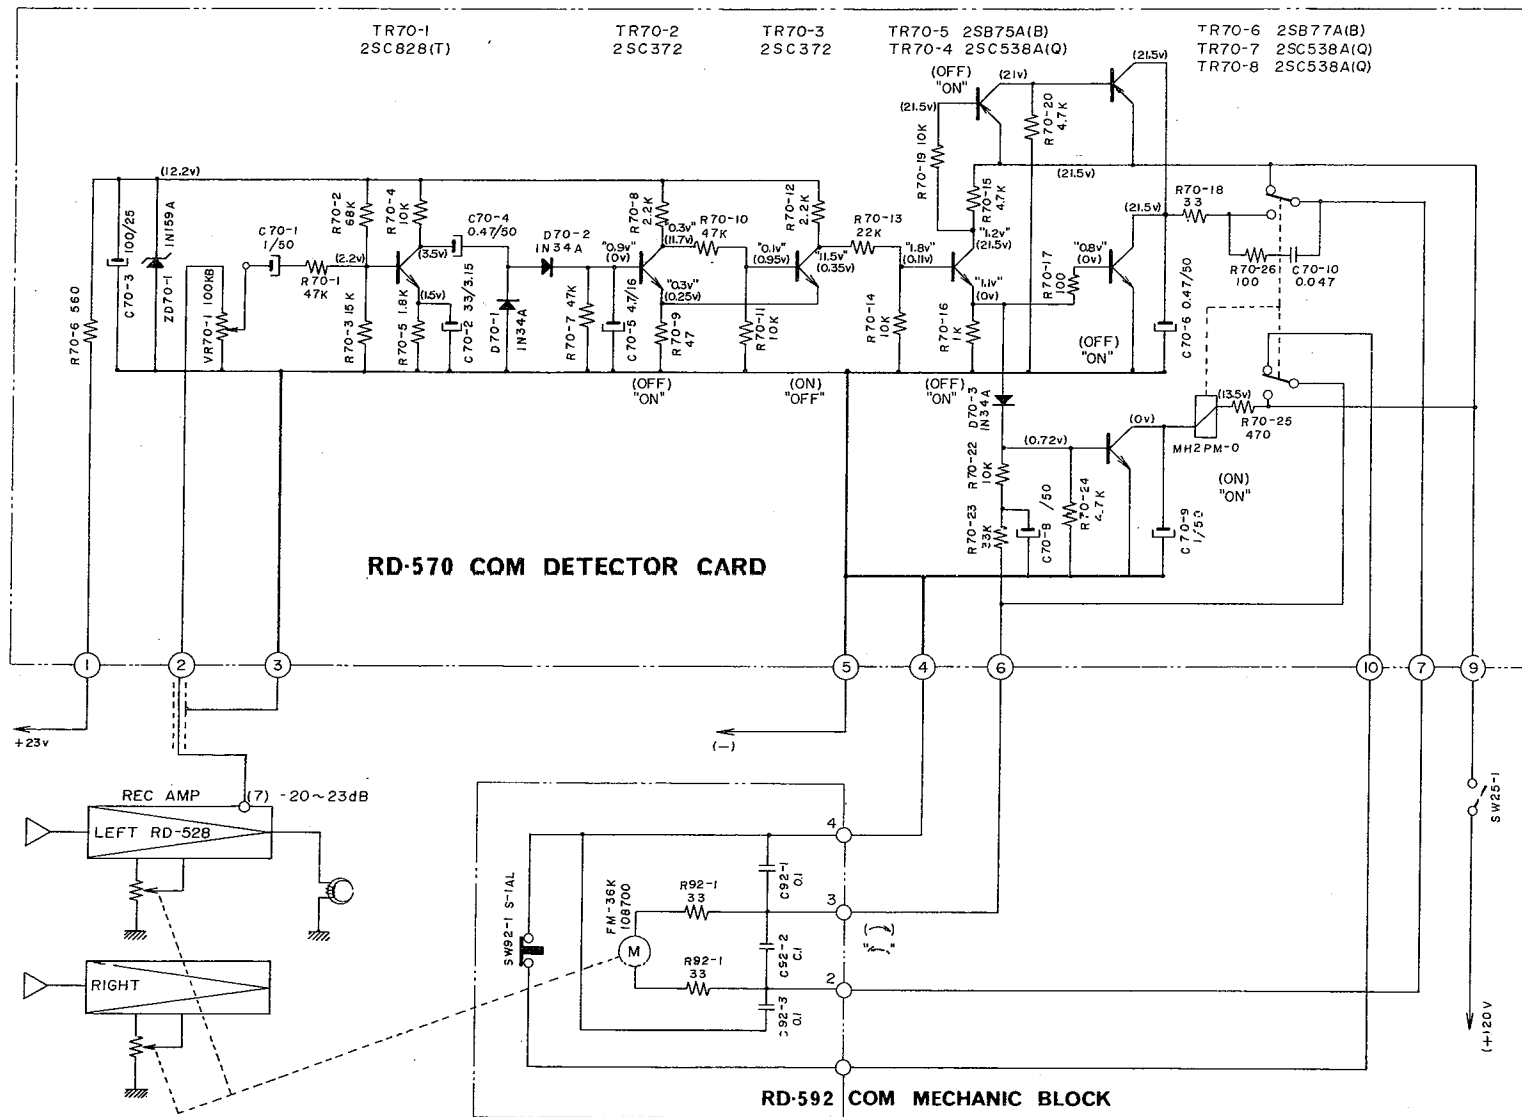 TR70-1
2SC828(T)
TR70-2
2SC372
TR70-3
2SC372
TR70-5 2SB75A(B)
TR70-4 2SC538A(Q)
TR70-6 2SB77A(B)
TR70-7 2SC538A(Q)
TR70-8 2SC538A(Q)
(OFF)
"ON"
(21v)
(21.5v)
(21.5v)
R70-20
4.7K
R70-19 10K
(12.2v)
(21.5v)
C70-3 100/25
ZD70-1 1N159A
R70-6 560
VR70-1 100KB
C70-1
1/50
R70-1
47K
R70-2
68K
(2.2v)
R70-3 15K
R70-4
10K
(3.5v)
(1.5v)
R70-5 1.8K
C70-2 33/3.15
C70-4
0.47/50
D70-1
1N34A
D70-2
1N34A
R70-7 47K
C70-5 4.7/16
"0.9v"
(0v)
R70-8
2.2K
"0.3v"
(11.7v)
"0.3v"
(0.25v)
R70-9
47
R70-10
47K
R70-11
10K
"0.1v"
(0.95v)
R70-12
2.2K
"11.5v"
(0.35v)
R70-13
22K
R70-14
10K
"1.8v"
(0.11v)
R70-15
4.7K
"1.2v"
(21.5v)
"1.1v"
(0v)
R70-16
1K
R70-17
100
"0.8v"
(0v)
(21.5v)
R70-18
33
C70-6 0.47/50
R70-26
100
C70-10
0.047
(OFF)
"ON"
(ON)
"OFF"
(OFF)
"ON"
(OFF)
"ON"
D70-3
1N34A
(0.72v)
R70-22
10K
R70-23
33K
C70-8 /50
R70-24
4.7K
(0v)
C70-9
1/50
(13.5v)
R70-25
470
MH2PM-0
(ON)
"ON"
RD-570 COM DETECTOR CARD
1
2
3
5
4
6
10
7
9
+23v
(-)
REC AMP
(7) -20~23dB
LEFT RD-528
RIGHT
SW92-1 S-1AL
FM-36K
108700
M
R92-1
33
R92-1
33
C92-1
0.1
C92-2
0.1
C92-3
0.1
4
3
2
SW25-1
(+120V
RD-592 COM MECHANIC BLOCK